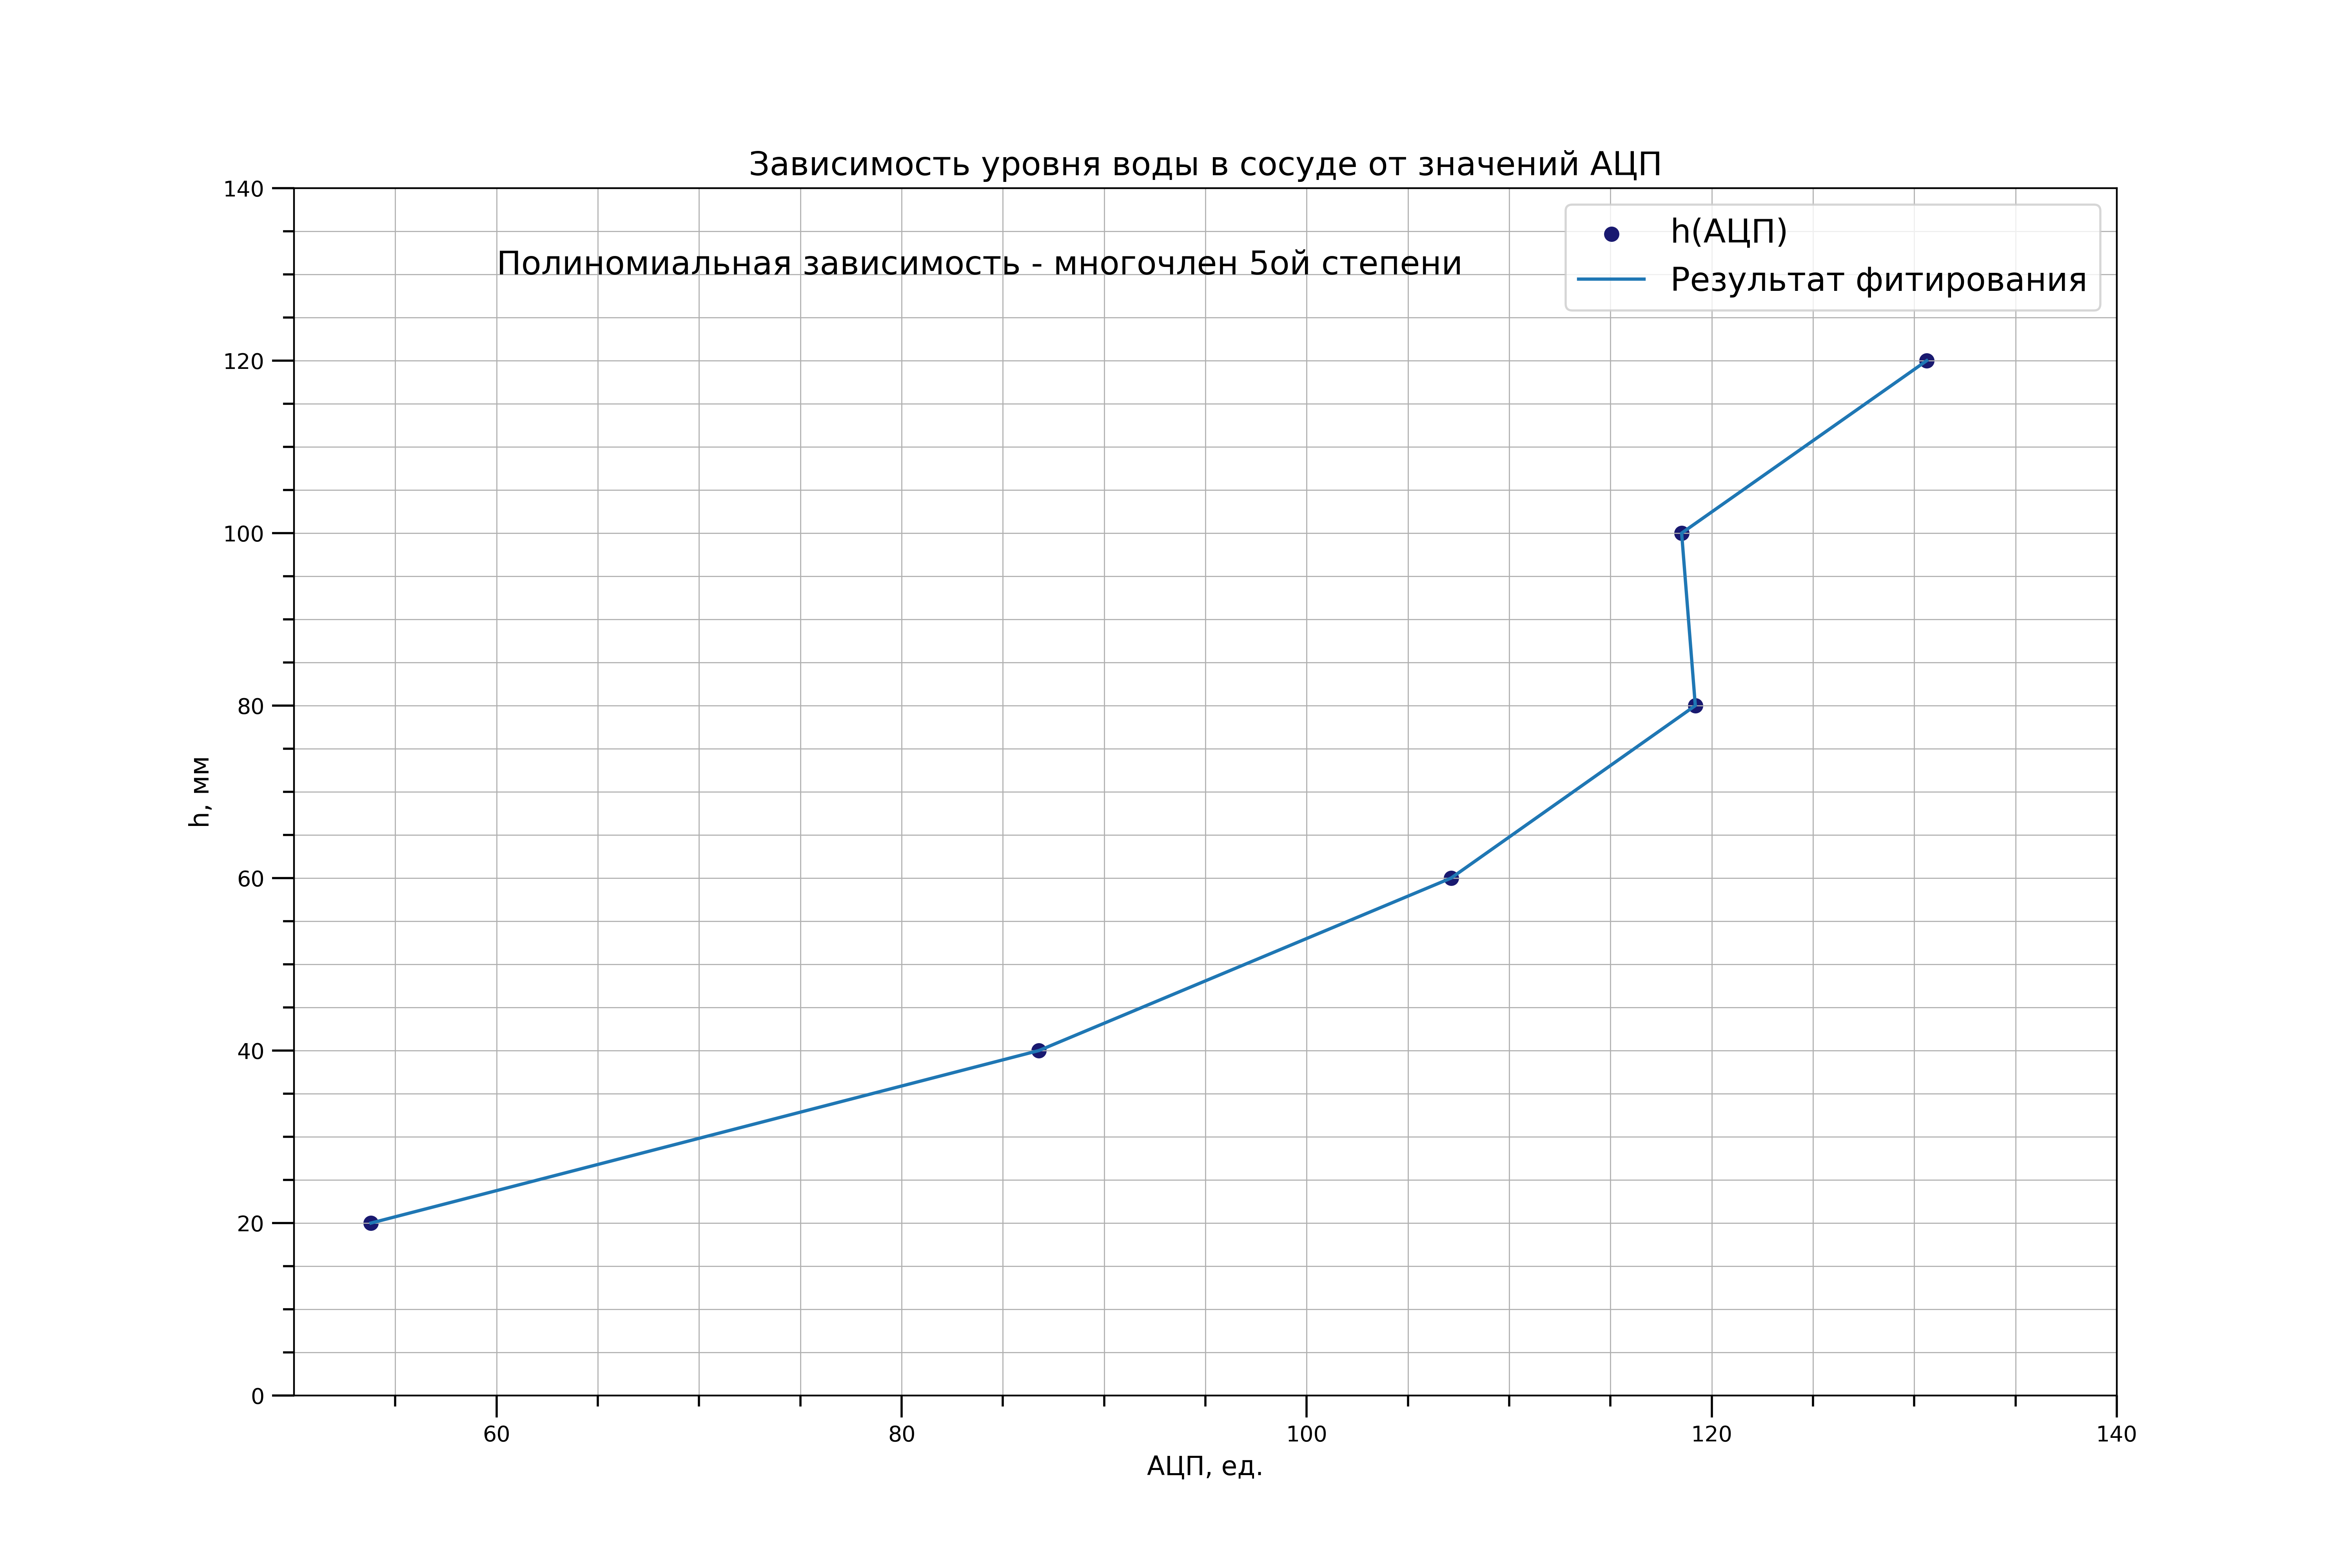 Зависимость уровня воды в сосуде от значений АЦП
140
h(АЦП)
Полиномиальная зависимость - многочлен 5ой степени
Результат фитирования
120
100
80
h, мм
60
40
20
0
60 80 100 120 140
АЦП, ед.